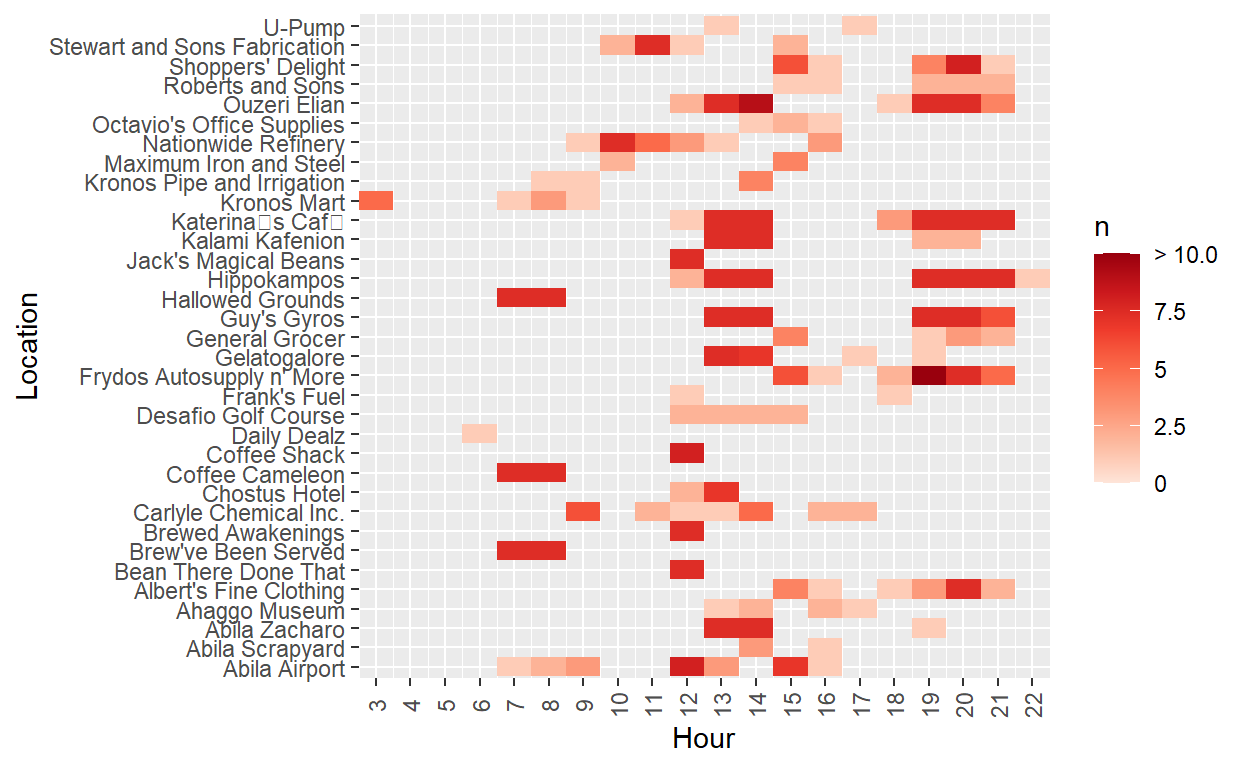 U-Pump
Stewart and Sons Fabrication
Shoppers' Delight
Roberts and Sons
Ouzeri Elian
Octavio's Office Supplies
Nationwide Refinery
Maximum Iron and Steel
Kronos Pipe and Irrigation
Kronos Mart
Katerina▯s Caf▯
Kalami Kafenion
Jack's Magical Beans
Hippokampos
Hallowed Grounds
Guy's Gyros
General Grocer
Gelatogalore
Frydos Autosupply n' More
Frank's Fuel
Desafio Golf Course
Daily Dealz
Coffee Shack
Coffee Cameleon
Chostus Hotel
Carlyle Chemical Inc.
Brewed Awakenings
Brew've Been Served
Bean There Done That
Albert's Fine Clothing
Ahaggo Museum
Abila Zacharo
Abila Scrapyard
Abila Airport
Location
3 4 5 6 7 8 9 10 11 12 13 14 15 16 17 18 19 20 21 22
Hour
n
> 10.0
7.5
5
2.5
0